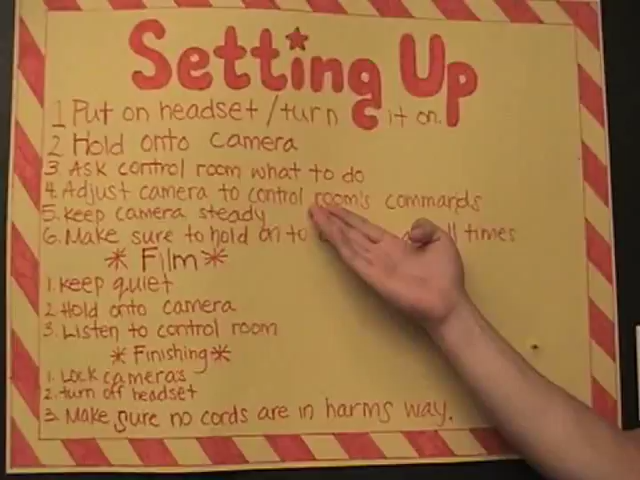 Setting Up
1 Put on headset/turn it on.
2 Hold onto camera
3. Ask control room what to do
4. Adjust camera to control room's commands
5. Keep camera steady
6. Make sure to hold on to all times
* Film *
1. Keep quiet
2. Hold onto camera
3. Listen to control room
* Finishing *
1. Lock cameras
2. turn off headset
3. Make sure no cords are in harms way.